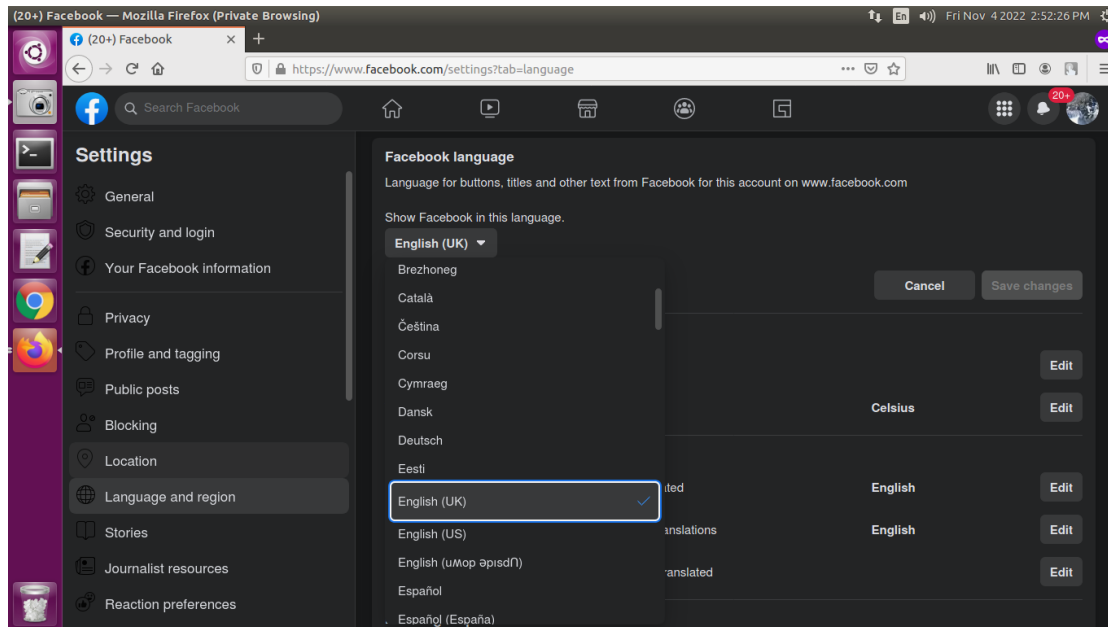 (20+) Facebook — Mozilla Firefox (Private Browsing)
En
Fri Nov 4 2022 2:52:26 PM
(20+) Facebook
https://www.facebook.com/settings?tab=language
Search Facebook
20+
Settings
General
Security and login
Your Facebook information
Privacy
Profile and tagging
Public posts
Blocking
Location
Language and region
Stories
Journalist resources
Reaction preferences
Facebook language
Language for buttons, titles and other text from Facebook for this account on www.facebook.com
Show Facebook in this language.
English (UK)
Brezhoneg
Català
Čeština
Corsu
Cymraeg
Dansk
Deutsch
Eesti
English (UK)
English (US)
English (uʍop ǝpısdՈ)
Español
Español (España)
Cancel
Save changes
Edit
Celsius
Edit
English
Edit
English
Edit
Edit